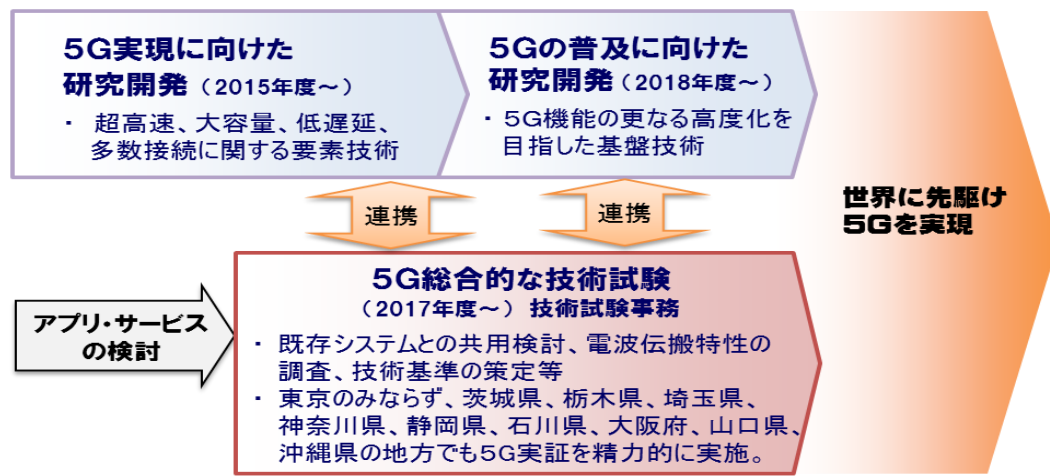 5G実現に向けた
研究開発（2015年度～）
・ 超高速、大容量、低遅延、
多数接続に関する要素技術
5Gの普及に向けた
研究開発（2018年度～）
・5G機能の更なる高度化を
目指した基盤技術
連携
連携
世界に先駆け
5Gを実現
アプリ・サービス
の検討
5G総合的な技術試験
（2017年度～）技術試験事務
・ 既存システムとの共用検討、電波伝搬特性の
調査、技術基準の策定等
・ 東京のみならず、茨城県、栃木県、埼玉県、
神奈川県、静岡県、石川県、大阪府、山口県、
沖縄県の地方でも5G実証を精力的に実施。